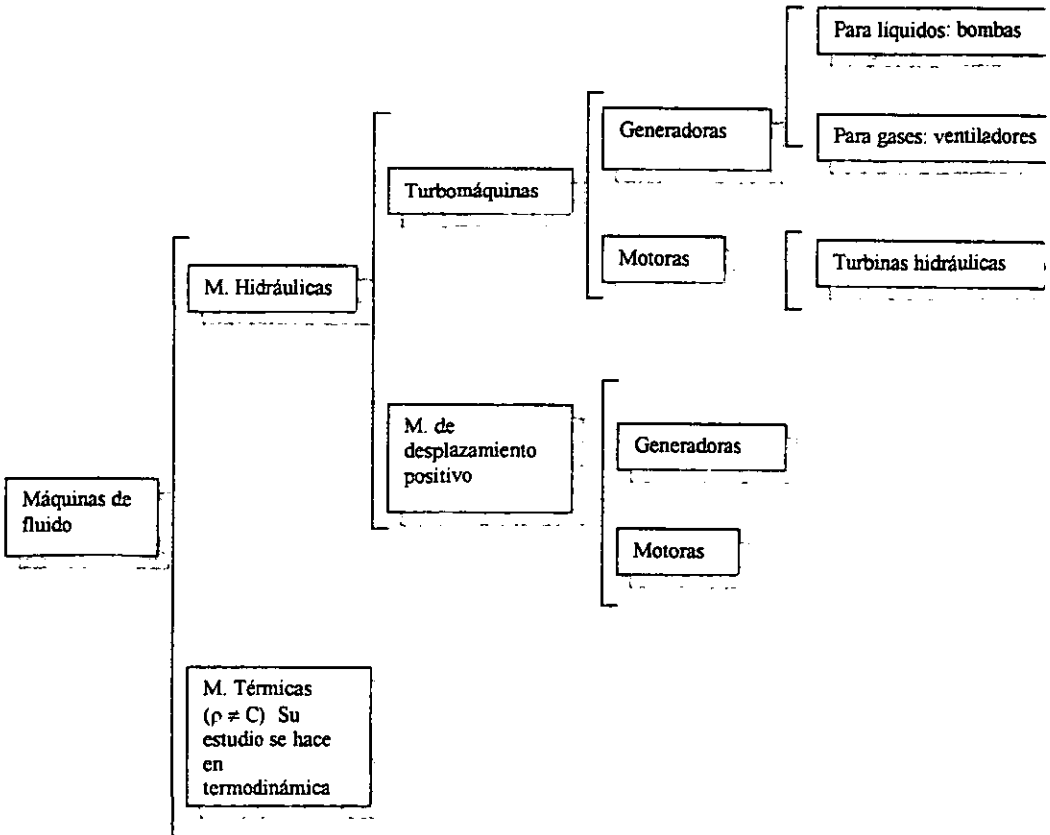 Para líquidos: bombas
Generadoras
Para gases: ventiladores
Turbomáquinas
Motoras
Turbinas hidráulicas
M. Hidráulicas
M. de
desplazamiento
positivo
Generadoras
Máquinas de
fluido
Motoras
M. Térmicas
(ρ ≠ C) Su
estudio se hace
en
termodinámica